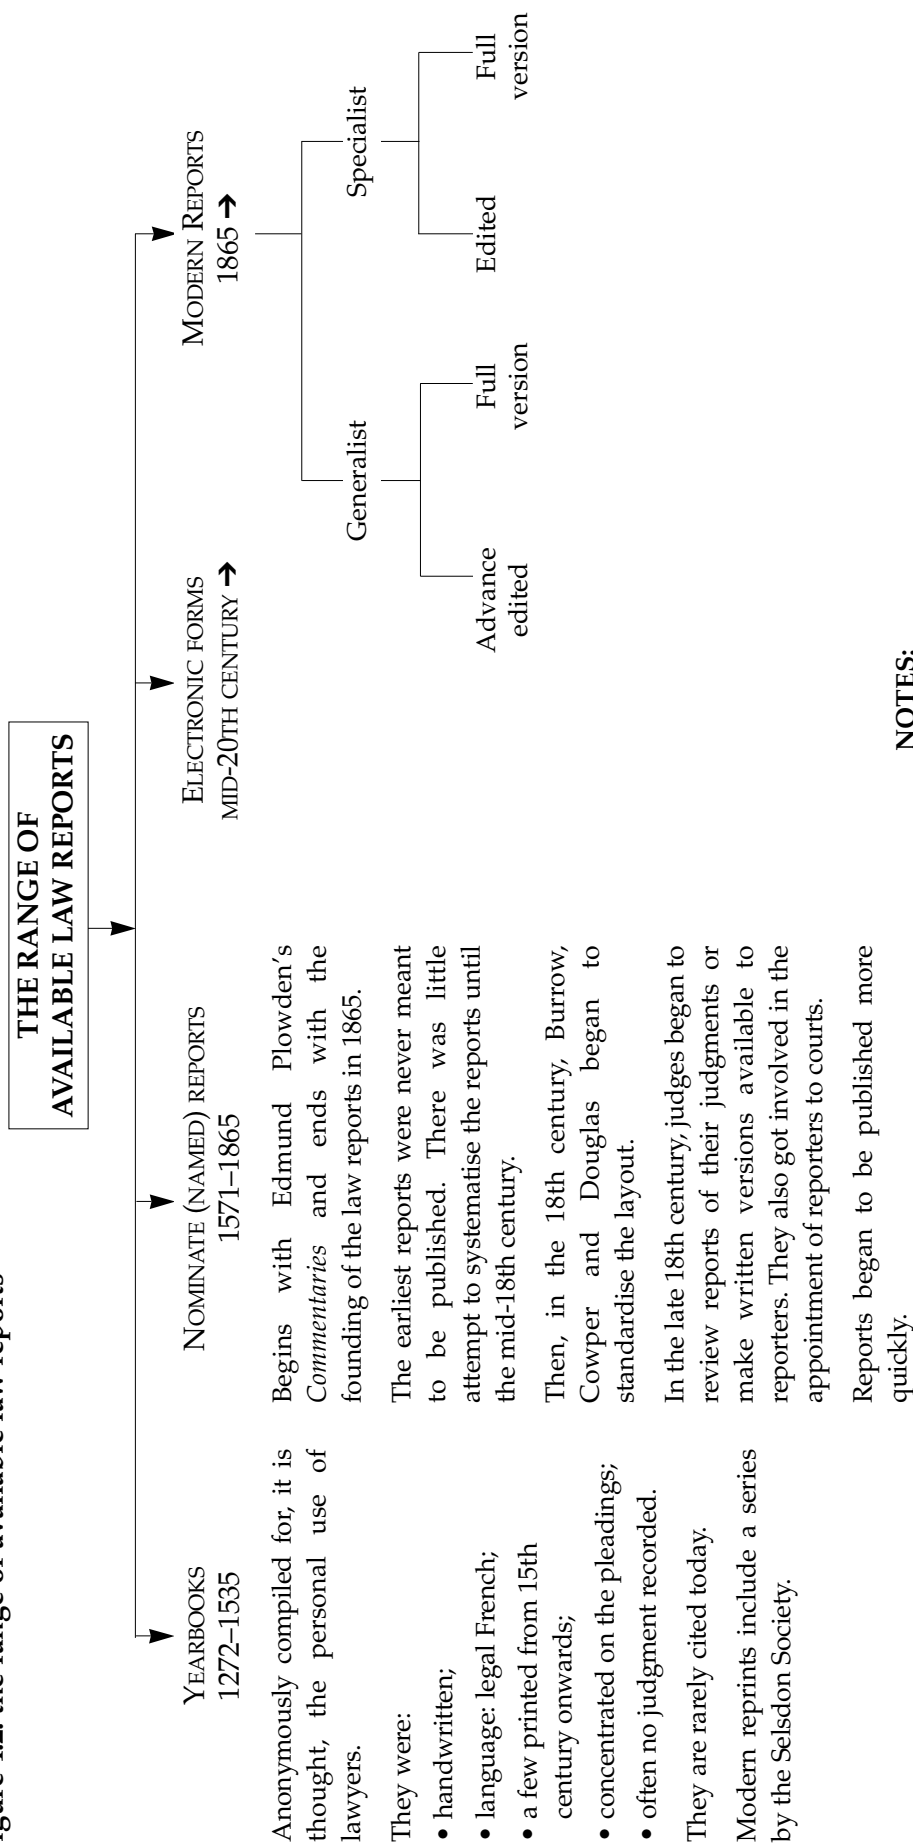 THE RANGE OF
AVAILABLE LAW REPORTS
YEARBOOKS
1272–1535
Anonymously compiled for, it is
thought, the personal use of
lawyers.
They were:
• handwritten;
• language: legal French;
• a few printed from 15th
century onwards;
• concentrated on the pleadings;
• often no judgment recorded.
They are rarely cited today.
Modern reprints include a series
by the Selsdon Society.
NOMINATE (NAMED) REPORTS
1571–1865
Begins with Edmund Plowden's
Commentaries and ends with the
founding of the law reports in 1865.
The earliest reports were never meant
to be published. There was little
attempt to systematise the reports until
the mid-18th century.
Then, in the 18th century, Burrow,
Cowper and Douglas began to
standardise the layout.
In the late 18th century, judges began to
review reports of their judgments or
make written versions available to
reporters. They also got involved in the
appointment of reporters to courts.
Reports began to be published more
quickly.
ELECTRONIC FORMS
MID-20TH CENTURY ➔
MODERN REPORTS
1865 ➔
Generalist
Advance
edited
Full
version
Specialist
Edited
Full
version
NOTES: